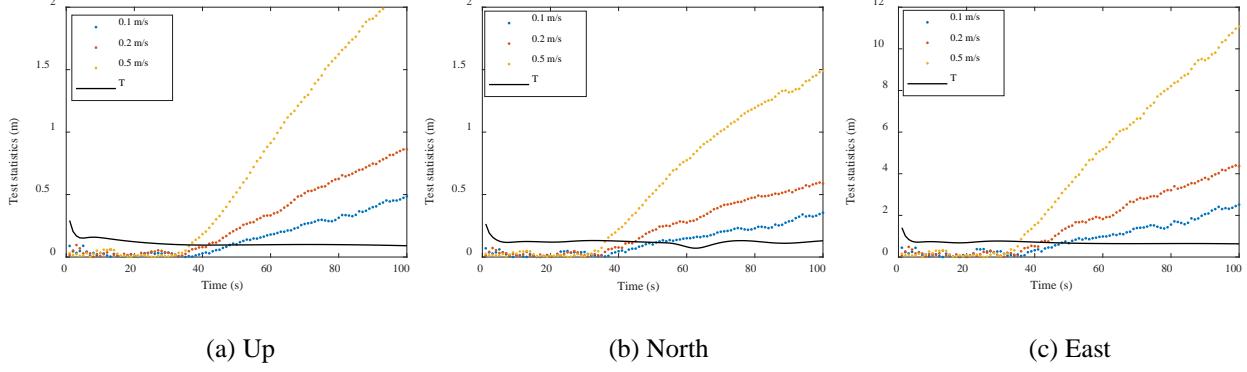 2
1.5
1
0.5
0
0 20 40 60 80 100
Test statistics (m)
Time (s)
0.1 m/s
0.2 m/s
0.5 m/s
T
(a) Up
2
1.5
1
0.5
0
0 20 40 60 80 100
Test statistics (m)
Time (s)
0.1 m/s
0.2 m/s
0.5 m/s
T
(b) North
12
10
8
6
4
2
0
0 20 40 60 80 100
Test statistics (m)
Time (s)
0.1 m/s
0.2 m/s
0.5 m/s
T
(c) East